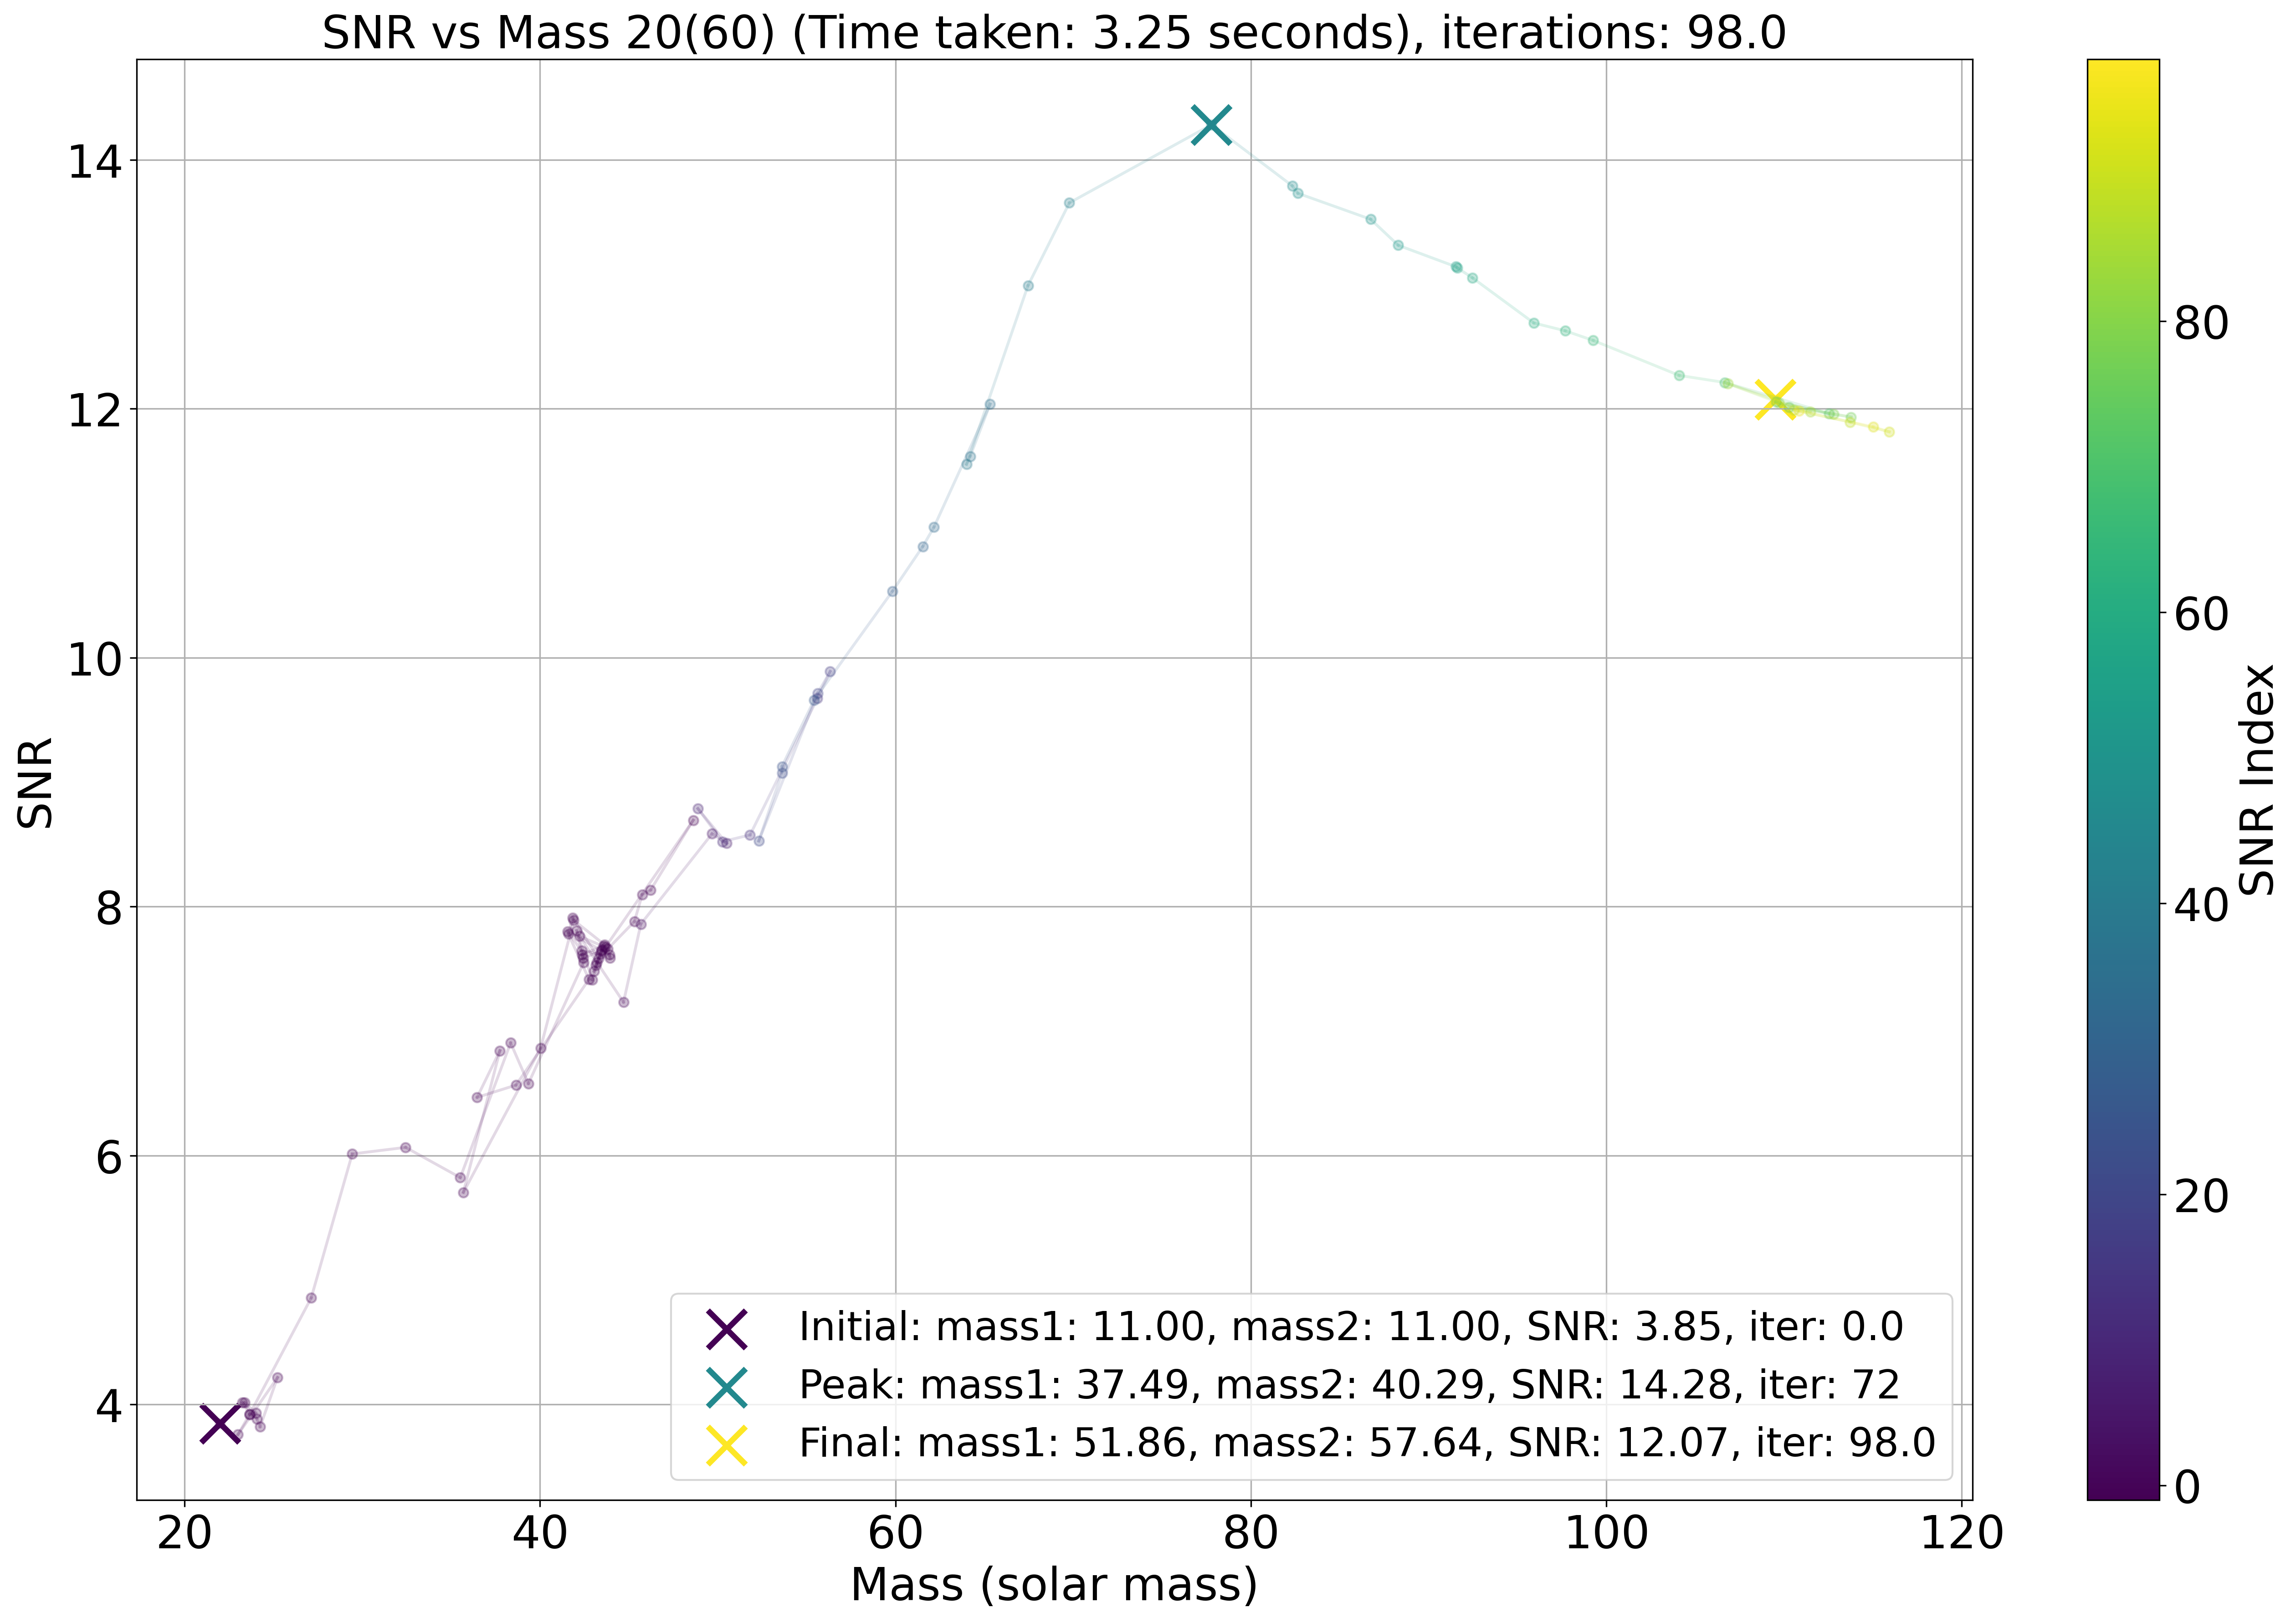 SNR vs Mass 20(60) (Time taken: 3.25 seconds), iterations: 98.0
SNR
14
12
10
8
6
4
20
40
60
80
100
120
Mass (solar mass)
Initial: mass1: 11.00, mass2: 11.00, SNR: 3.85, iter: 0.0
Peak: mass1: 37.49, mass2: 40.29, SNR: 14.28, iter: 72
Final: mass1: 51.86, mass2: 57.64, SNR: 12.07, iter: 98.0
80
60
40
20
0
SNR Index